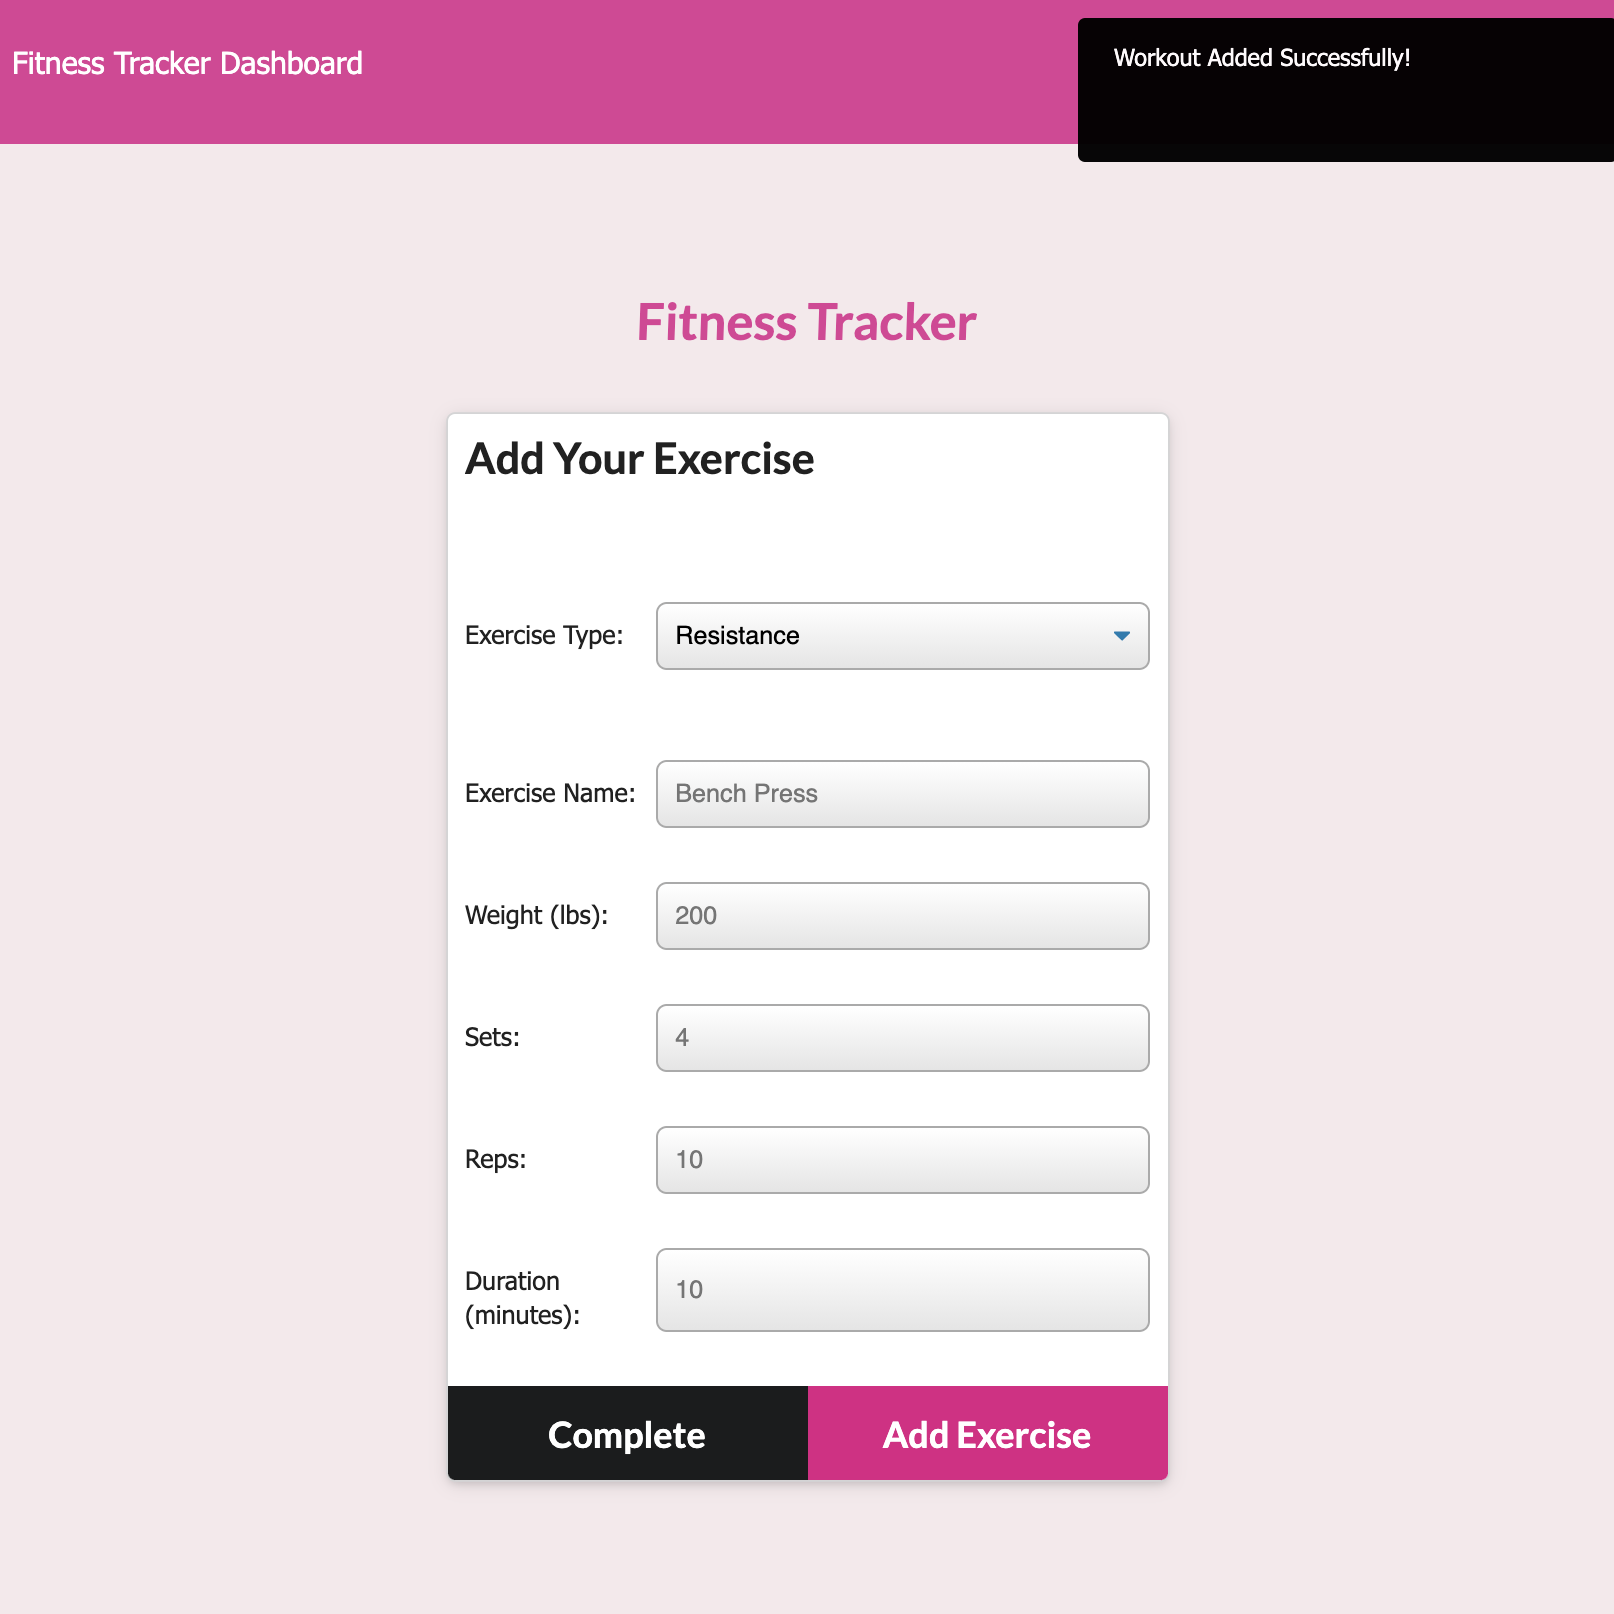 Fitness Tracker Dashboard
Workout Added Successfully!
Fitness Tracker
Add Your Exercise
Exercise Type: Resistance
Exercise Name: Bench Press
Weight (lbs): 200
Sets: 4
Reps: 10
Duration
(minutes): 10
Complete Add Exercise